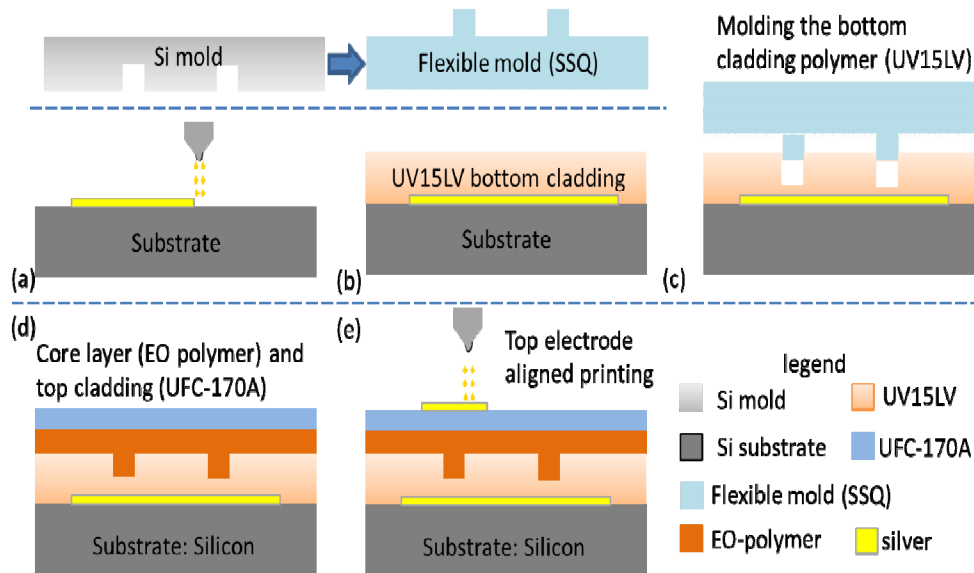 Si mold
Flexible mold (SSQ)
Molding the bottom
cladding polymer (UV15LV)
Substrate
(a)
UV15LV bottom cladding
Substrate
(b)
(c)
(d)
Core layer (EO polymer) and
top cladding (UFC-170A)
Substrate: Silicon
(e)
Top electrode
aligned printing
Substrate: Silicon
legend
Si mold
UV15LV
Si substrate
UFC-170A
Flexible mold (SSQ)
EO-polymer
silver